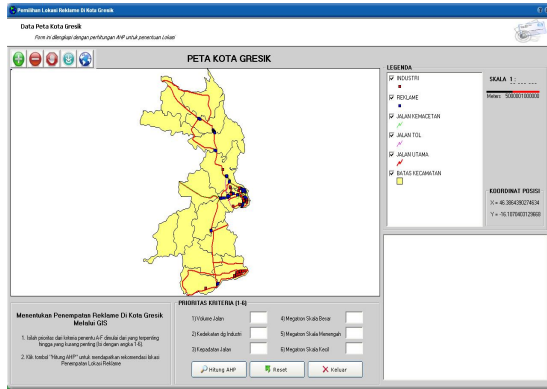 Pemilihan Lokasi Reklame Di Kota Gresik
Data Peta Kota Gresik
Form ini dilengkapi dengan perhitungan AHP untuk penentuan Lokasi
PETA KOTA GRESIK
LEGENDA
INDUSTRI
REKLAME
JALAN KEMACETAN
JALAN TOL
JALAN UTAMA
BATAS KECAMATAN
SKALA 1 :
Meters
KOORDINAT POSISI
X = 46.3864390274634
Y = -16.1070403129668
Menentukan Penempatan Reklame Di Kota Gresik
Melalui GIS
1. Isilah prioritas dari kriteria penentu A-F dimulai dari yang terpenting
hingga yang kurang penting (Isi dengan angka 1-6).
2. Klik tombol "Hitung AHP" untuk mendapatkan rekomendasi lokasi
Penempatan Lokasi Reklame
PRIORITAS KRITERIA (1-6)
1) Volume Jalan
4) Megatron Skala Besar
2) Kedekatan dg Industri
5) Megatron Skala Menengah
3) Kepadatan Jalan
6) Megatron Skala Kecil
Hitung AHP
Reset
Keluar